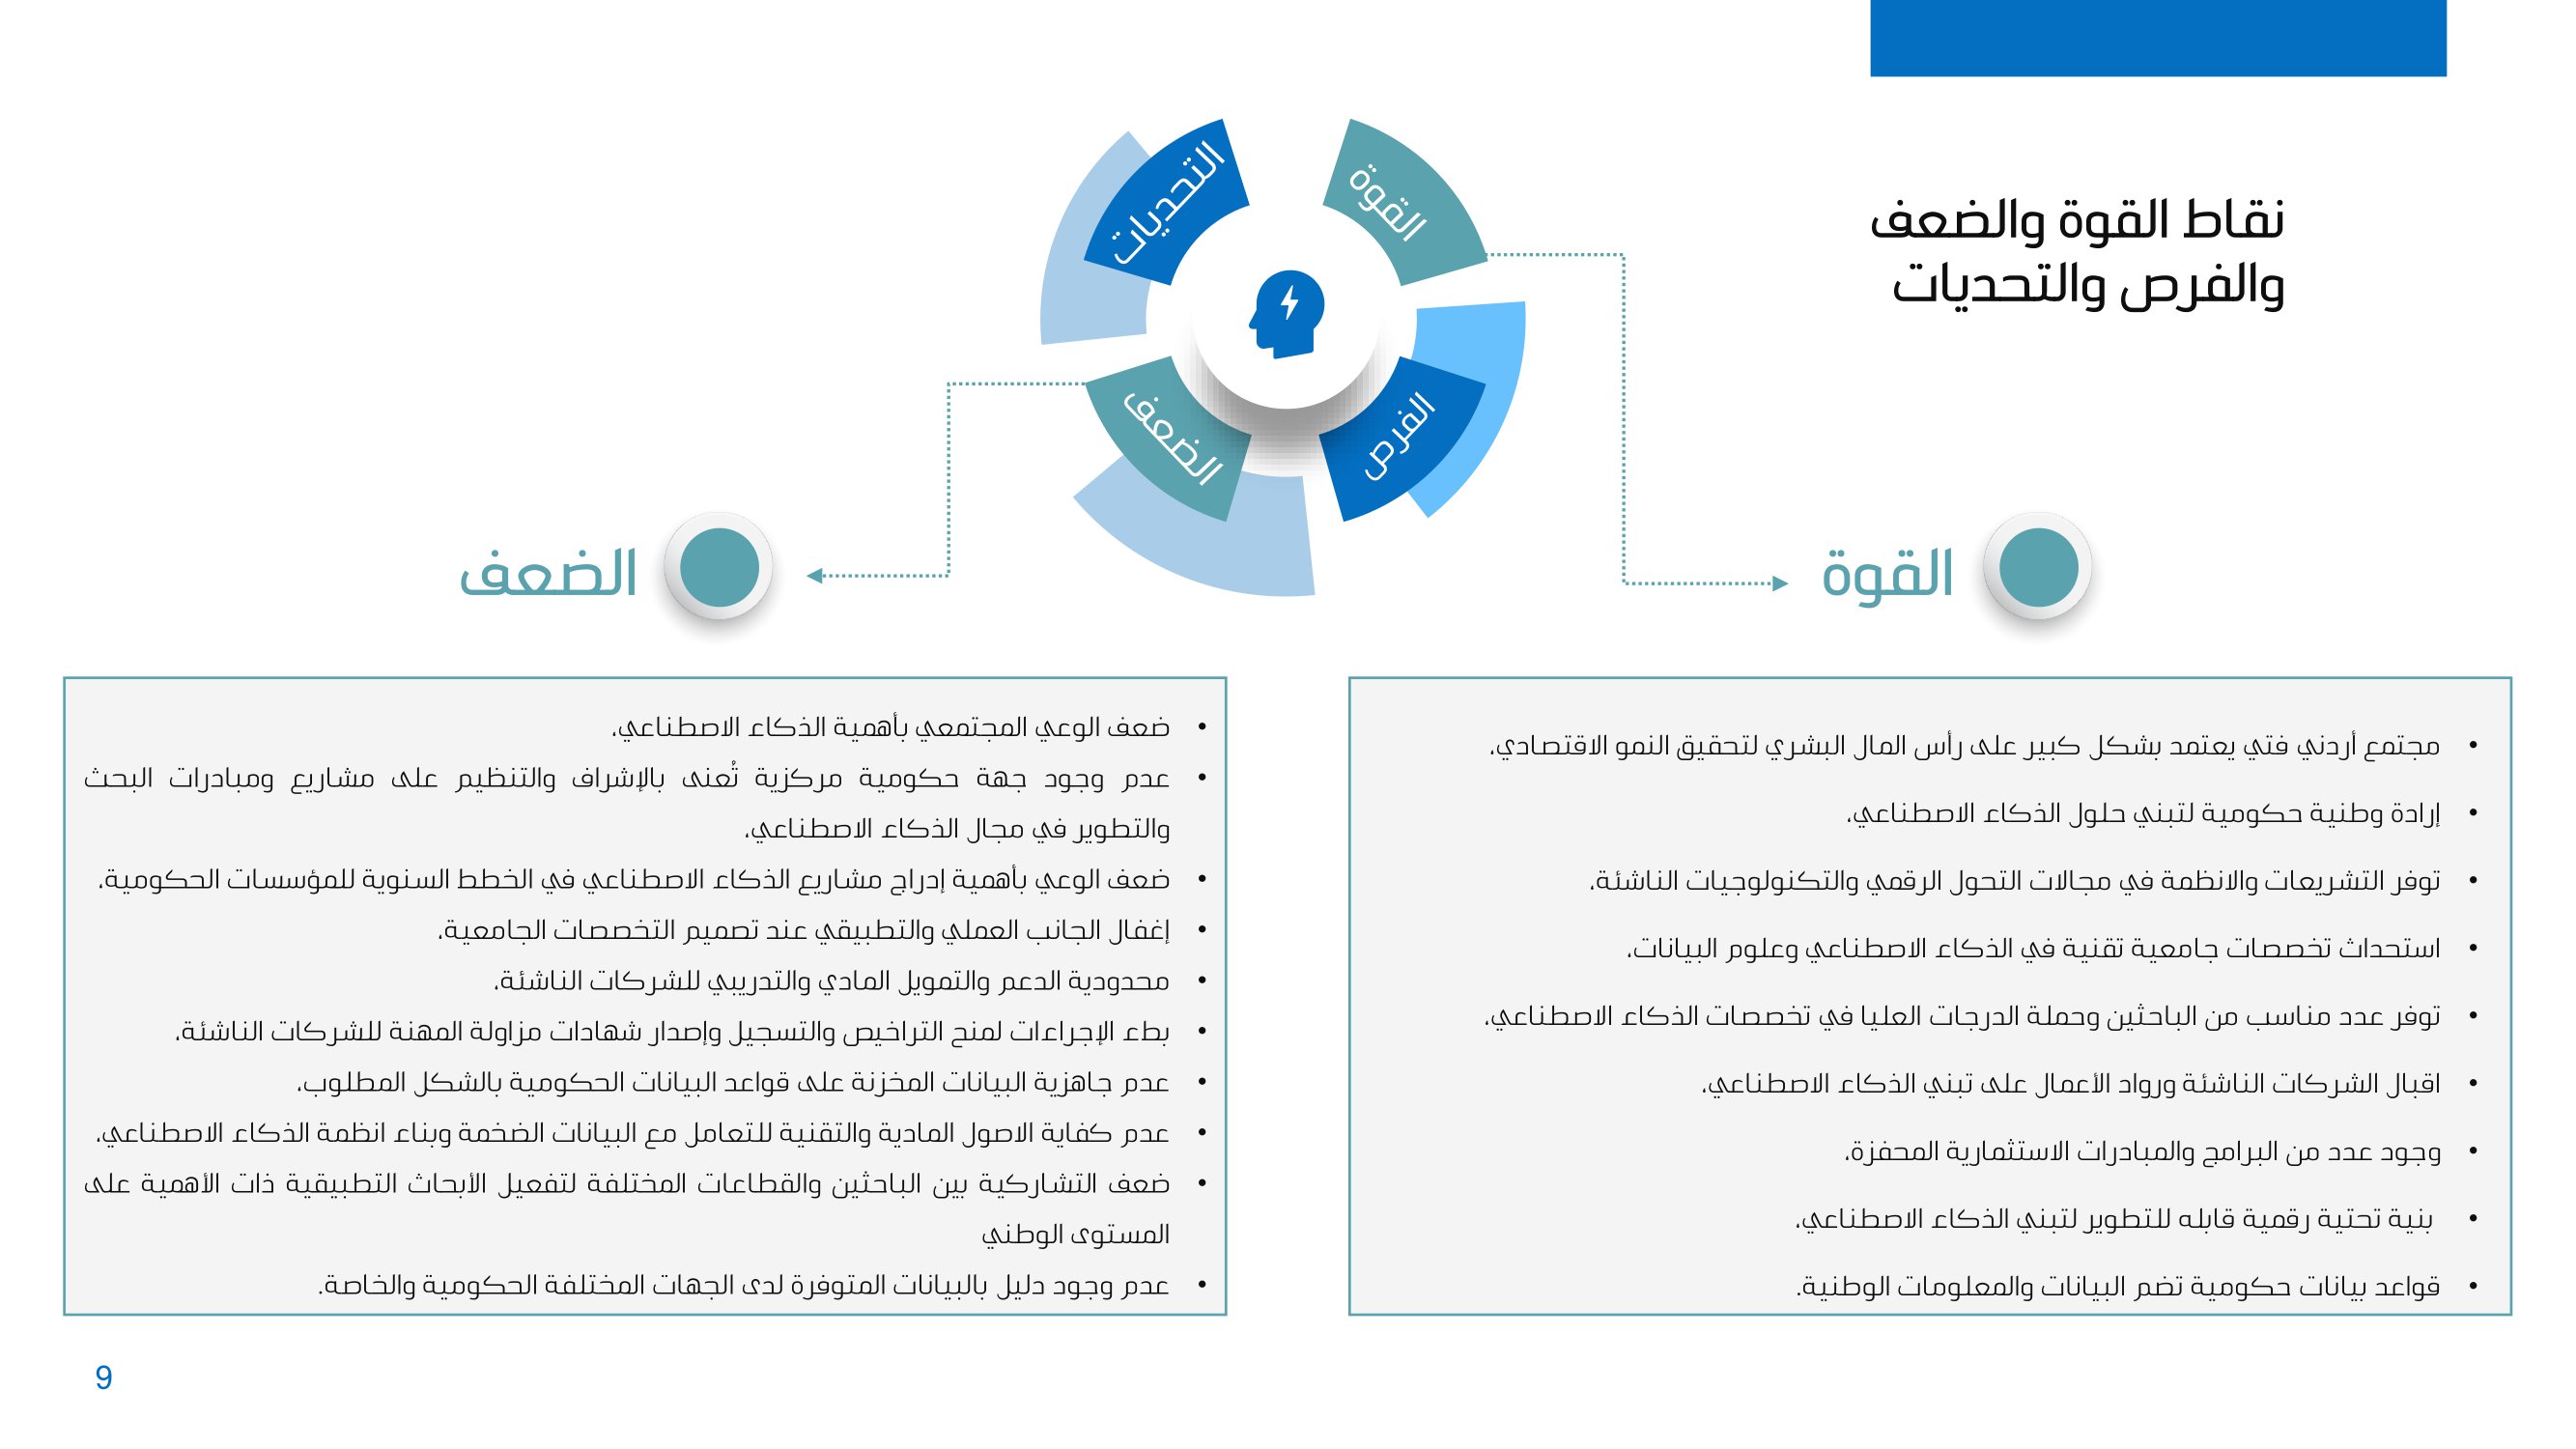 نقاط القوة والضعف
والفرص والتحديات
التحديات
القوة
الضعف
الفرص
القوة
الضعف
• مجتمع أردني فتي يعتمد بشكل كبير على رأس المال البشري لتحقيق النمو الاقتصادي،
• إرادة وطنية حكومية لتبني حلول الذكاء الاصطناعي،
• توفر التشريعات والانظمة في مجالات التحول الرقمي والتكنولوجيات الناشئة،
• استحداث تخصصات جامعية تقنية في الذكاء الاصطناعي وعلوم البيانات،
• توفر عدد مناسب من الباحثين وحملة الدرجات العليا في تخصصات الذكاء الاصطناعي،
• اقبال الشركات الناشئة ورواد الأعمال على تبني الذكاء الاصطناعي،
• وجود عدد من البرامج والمبادرات الاستثمارية المحفزة،
• بنية تحتية رقمية قابله للتطوير لتبني الذكاء الاصطناعي،
• قواعد بيانات حكومية تضم البيانات والمعلومات الوطنية.
• ضعف الوعي المجتمعي بأهمية الذكاء الاصطناعي،
• عدم وجود جهة حكومية مركزية تُعنى بالإشراف والتنظيم على مشاريع ومبادرات البحث
والتطوير في مجال الذكاء الاصطناعي،
• ضعف الوعي بأهمية إدراج مشاريع الذكاء الاصطناعي في الخطط السنوية للمؤسسات الحكومية،
• إغفال الجانب العملي والتطبيقي عند تصميم التخصصات الجامعية،
• محدودية الدعم والتمويل المادي والتدريبي للشركات الناشئة،
• بطء الإجراءات لمنح التراخيص والتسجيل وإصدار شهادات مزاولة المهنة للشركات الناشئة،
• عدم جاهزية البيانات المخزنة على قواعد البيانات الحكومية بالشكل المطلوب،
• عدم كفاية الاصول المادية والتقنية للتعامل مع البيانات الضخمة وبناء انظمة الذكاء الاصطناعي،
• ضعف التشاركية بين الباحثين والقطاعات المختلفة لتفعيل الأبحاث التطبيقية ذات الأهمية على
المستوى الوطني
• عدم وجود دليل بالبيانات المتوفرة لدى الجهات المختلفة الحكومية والخاصة.
9